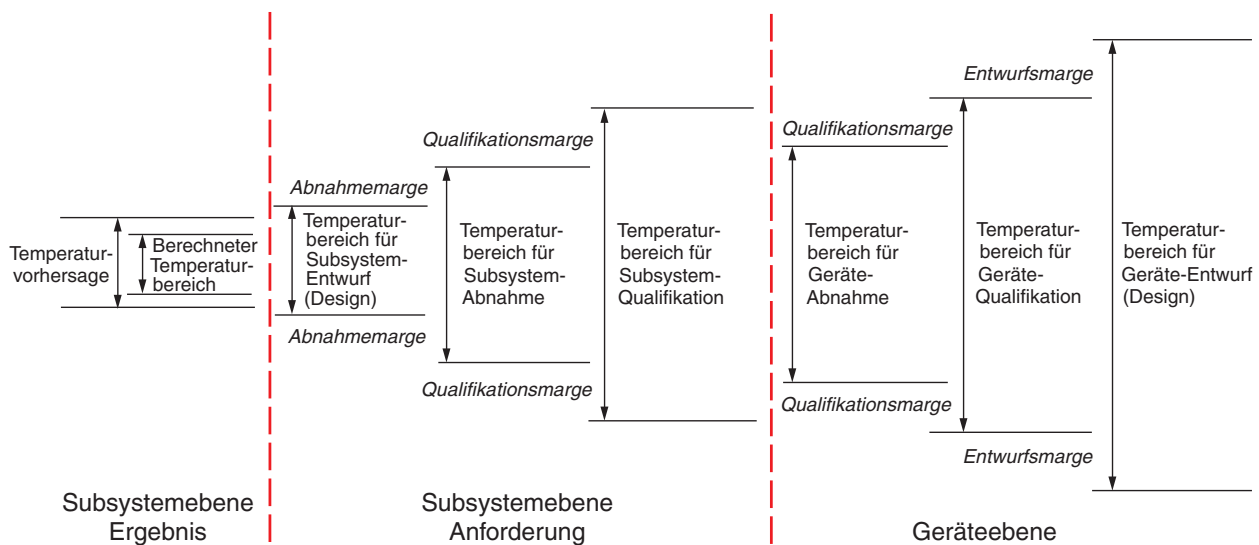 Temperatur-
vorhersage
Berechneter
Temperatur-
bereich
Subsystemebene
Ergebnis
Abnahmemarge
Temperatur-
bereich für
Subsystem-
Entwurf
(Design)
Abnahmemarge
Qualifikationsmarge
Temperatur-
bereich für
Subsystem-
Abnahme
Qualifikationsmarge
Temperatur-
bereich für
Subsystem-
Qualifikation
Subsystemebene
Anforderung
Qualifikationsmarge
Temperatur-
bereich für
Geräte-
Abnahme
Qualifikationsmarge
Entwurfsmarge
Temperatur-
bereich für
Geräte-
Qualifikation
Entwurfsmarge
Temperatur-
bereich für
Geräte-Entwurf
(Design)
Geräteebene